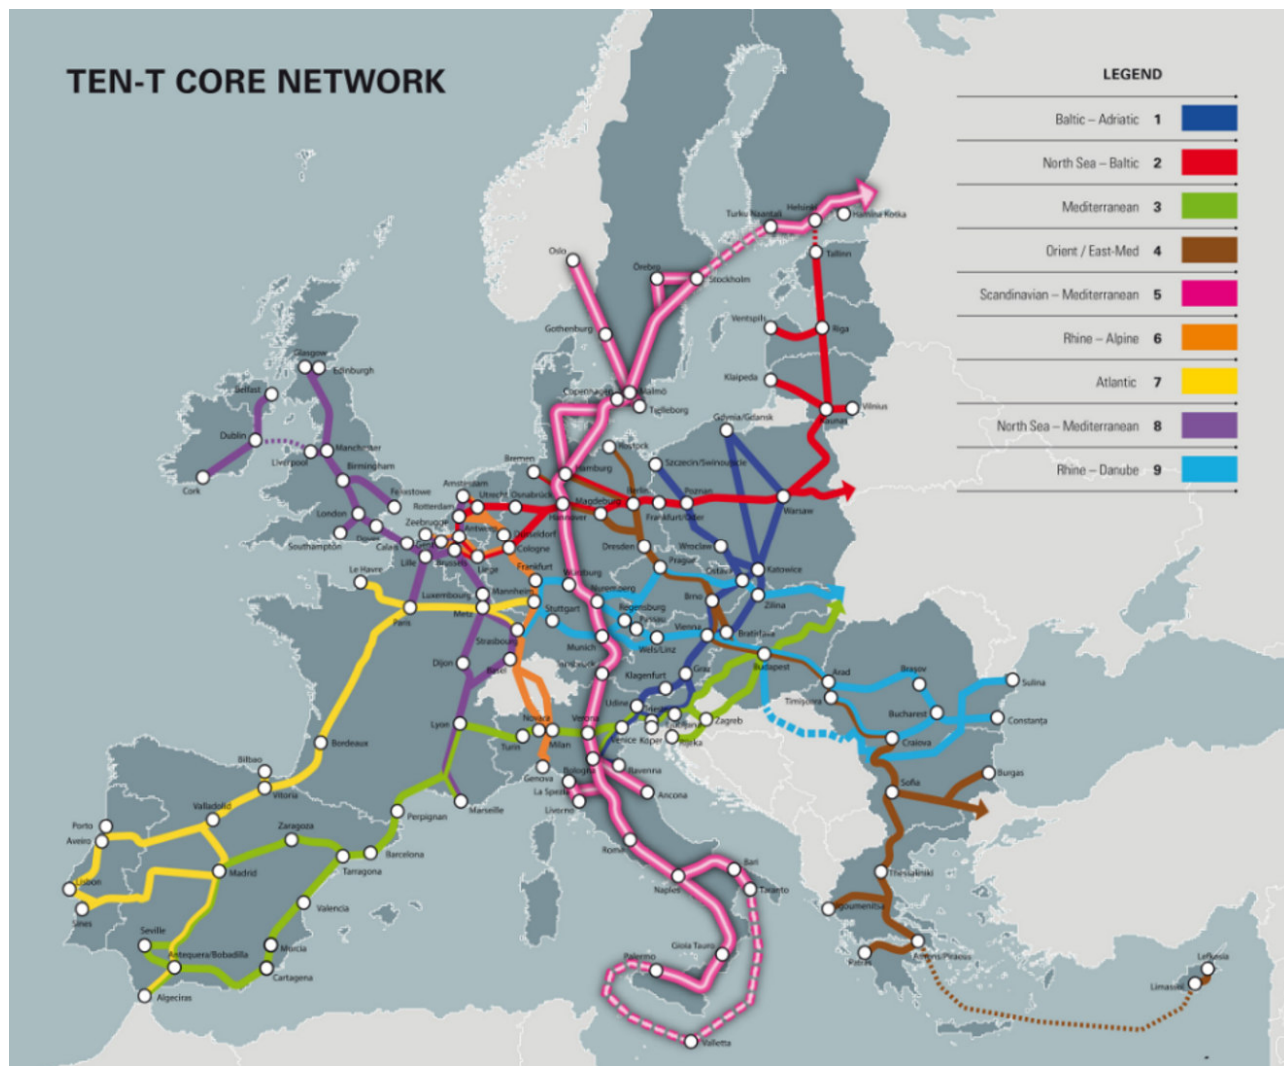 TEN-T CORE NETWORK
LEGEND
Baltic – Adriatic 1
North Sea – Baltic 2
Mediterranean 3
Orient / East-Med 4
Scandinavian – Mediterranean 5
Rhine – Alpine 6
Atlantic 7
North Sea – Mediterranean 8
Rhine – Danube 9
Helsinki
Turku Naantali
Hamina Kotka
Oslo
Örebro
Stockholm
Tallinn
Gothenburg
Ventspils
Riga
Glasgow
Edinburgh
Klaipeda
Belfast
Copenhagen
Malmö
Trelleborg
Vilnius
Kaunas
Gdynia/Gdansk
Dublin
Liverpool
Manchester
Rostock
Bremen
Hamburg
Szczecin/Swinoujscie
Birmingham
Cork
Felixstowe
Amsterdam
Utrecht
Osnabrück
Magdeburg
Berlin
Poznan
Rotterdam
Hannover
Frankfurt/Oder
Warsaw
London
Dover
Zeebrugge
Antwerp
Düsseldorf
Southampton
Calais
Cologne
Dresden
Wroclaw
Lille
Brussels
Liege
Prague
Le Havre
Frankfurt
Würzburg
Ostrava
Katowice
Luxembourg
Mannheim
Nuremberg
Brno
Zilina
Paris
Metz
Stuttgart
Regensburg
Passau
Strasbourg
Munich
Wels/Linz
Vienna
Bratislava
Dijon
Basel
Innsbruck
Klagenfurt
Graz
Budapest
Arad
Brasov
Sulina
Timişoara
Udine
Lyon
Novara
Verona
Ljubljana
Zagreb
Bucharest
Constanţa
Turin
Milan
Venice
Koper
Rijeka
Craiova
Bordeaux
Bilbao
Genova
Bologna
Ravenna
Vitoria
La Spezia
Ancona
Sofia
Burgas
Valladolid
Marseille
Livorno
Porto
Zaragoza
Perpignan
Aveiro
Roma
Barcelona
Tarragona
Bari
Madrid
Thessaloniki
Lisbon
Naples
Taranto
Sines
Valencia
Igoumenitsa
Seville
Murcia
Gioia Tauro
Antequera/Bobadilla
Palermo
Patras
Athens/Piraeus
Lefkosia
Cartagena
Limassol
Algeciras
Valletta